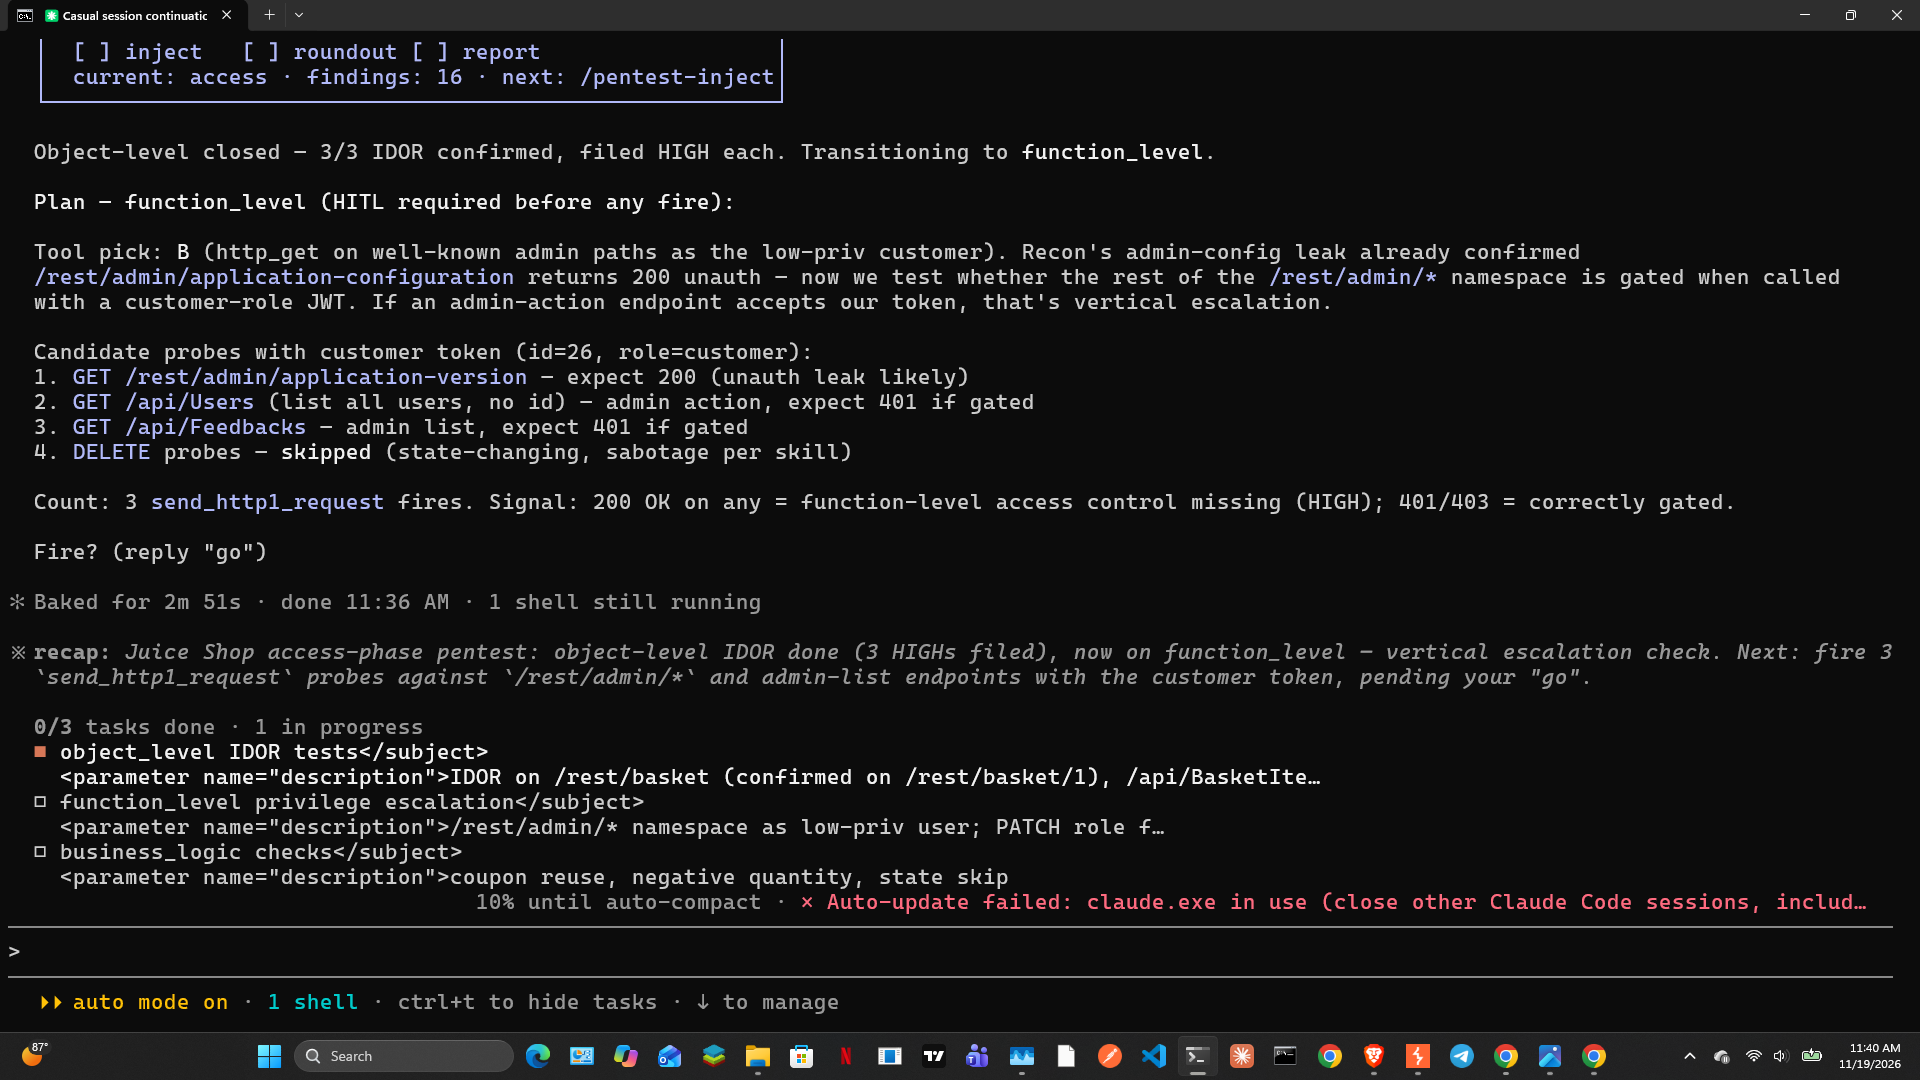 Casual session continuatic
[ ] inject   [ ] roundout [ ] report
current: access · findings: 16 · next: /pentest-inject
Object-level closed — 3/3 IDOR confirmed, filed HIGH each. Transitioning to function_level.
Plan — function_level (HITL required before any fire):
Tool pick: B (http_get on well-known admin paths as the low-priv customer). Recon's admin-config leak already confirmed
/rest/admin/application-configuration returns 200 unauth — now we test whether the rest of the /rest/admin/* namespace is gated when called
with a customer-role JWT. If an admin-action endpoint accepts our token, that's vertical escalation.
Candidate probes with customer token (id=26, role=customer):
1. GET /rest/admin/application-version — expect 200 (unauth leak likely)
2. GET /api/Users (list all users, no id) — admin action, expect 401 if gated
3. GET /api/Feedbacks — admin list, expect 401 if gated
4. DELETE probes — skipped (state-changing, sabotage per skill)
Count: 3 send_http1_request fires. Signal: 200 OK on any = function-level access control missing (HIGH); 401/403 = correctly gated.
Fire? (reply "go")
✻ Baked for 2m 51s · done 11:36 AM · 1 shell still running
※ recap: Juice Shop access-phase pentest: object-level IDOR done (3 HIGHs filed), now on function_level — vertical escalation check. Next: fire 3
`send_http1_request` probes against `/rest/admin/*` and admin-list endpoints with the customer token, pending your "go".
0/3 tasks done · 1 in progress
■ object_level IDOR tests</subject>
<parameter name="description">IDOR on /rest/basket (confirmed on /rest/basket/1), /api/BasketIte…
□ function_level privilege escalation</subject>
<parameter name="description">/rest/admin/* namespace as low-priv user; PATCH role f…
□ business_logic checks</subject>
<parameter name="description">coupon reuse, negative quantity, state skip
10% until auto-compact · × Auto-update failed: claude.exe in use (close other Claude Code sessions, includ…
>
⏵⏵ auto mode on · 1 shell · ctrl+t to hide tasks · ↓ to manage
87°
Search
11:40 AM
11/19/2026